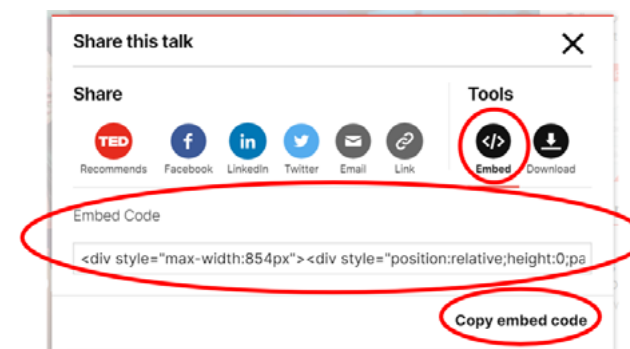 Share this talk
Share
Tools
TED
f
in
</>
Recommends Facebook LinkedIn Twitter Email Link Embed Download
Embed Code
<div style="max-width:854px"><div style="position:relative;height:0;pa
Copy embed code